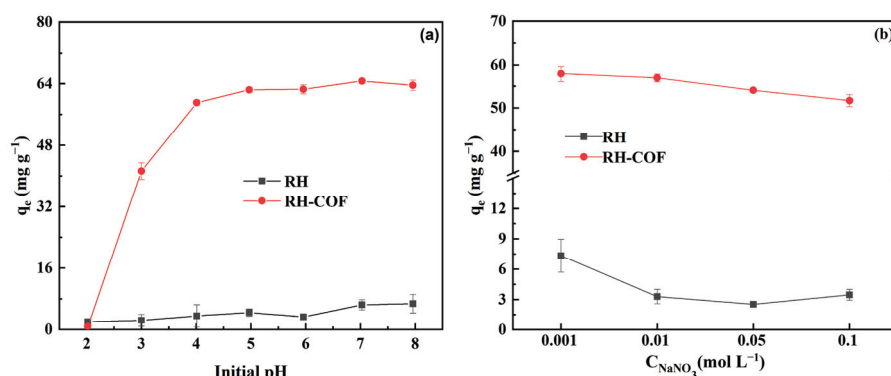 (a)
80
64
48
32
16
0
qe (mg g⁻¹)
RH
RH-COF
2 3 4 5 6 7 8
Initial pH
(b)
70
60
50
40
12
9
6
3
0
qe (mg g⁻¹)
RH
RH-COF
0.001 0.01 0.05 0.1
CNaNO₃(mol L⁻¹)